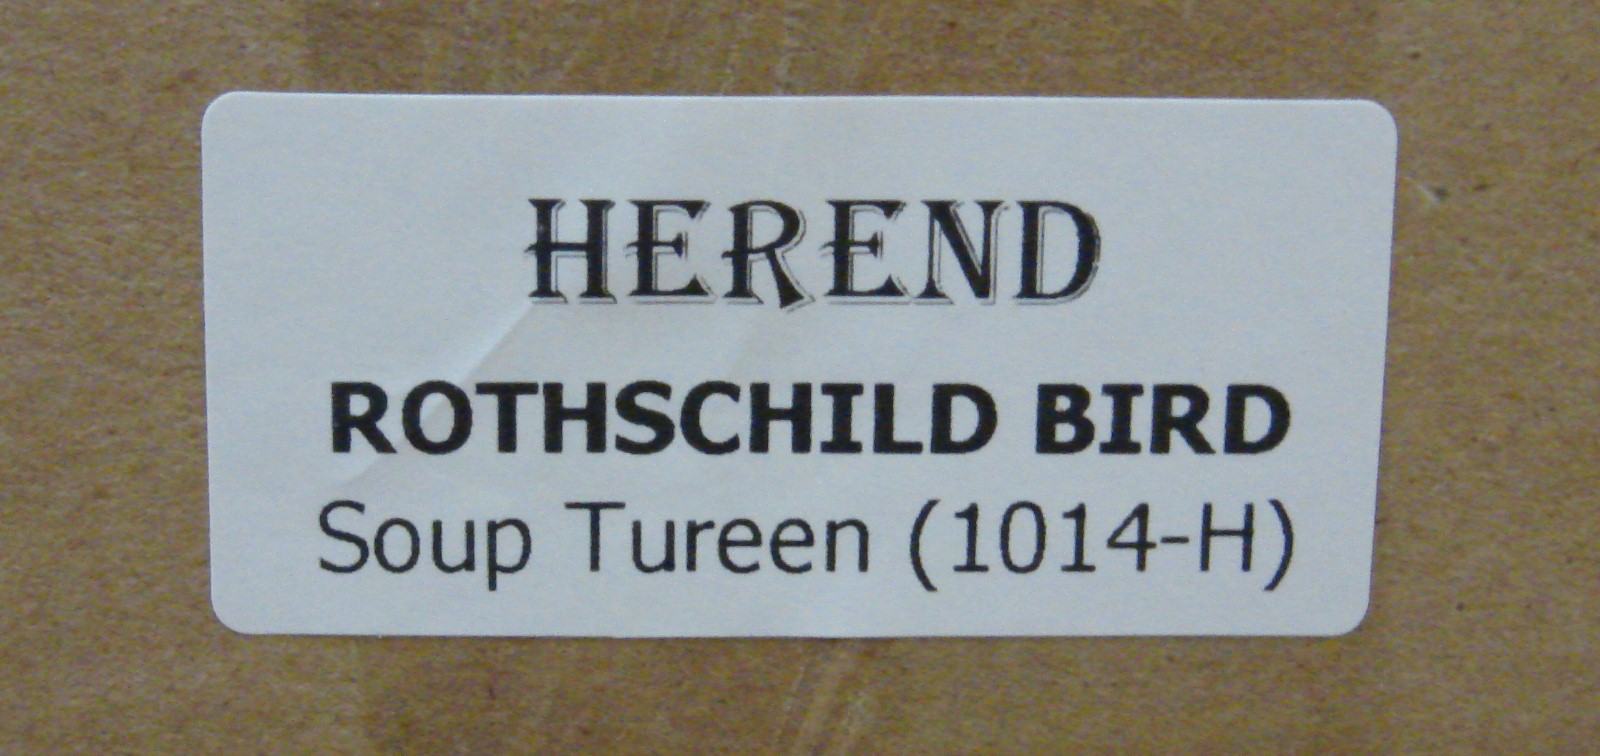 HEREND
ROTHSCHILD BIRD
Soup Tureen (1014-H)